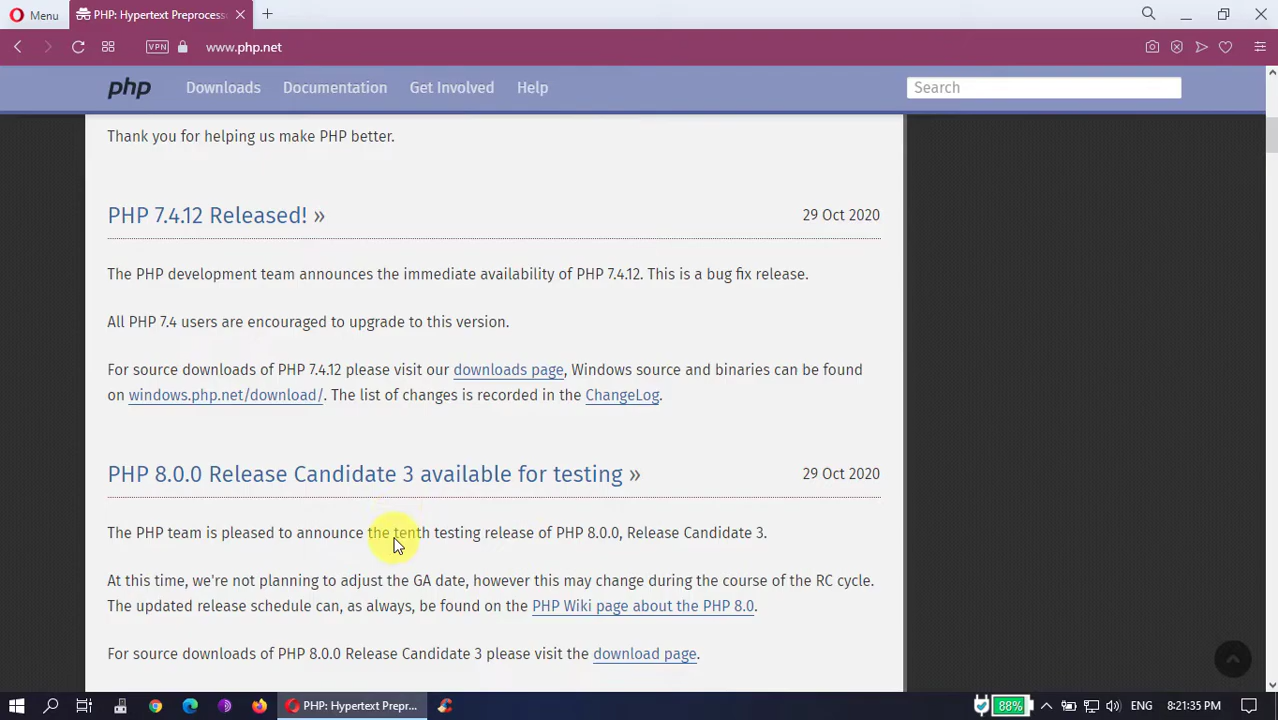 Menu
PHP: Hypertext Preprocess
VPN
www.php.net
php
Downloads
Documentation
Get Involved
Help
Search
Thank you for helping us make PHP better.
PHP 7.4.12 Released! »
29 Oct 2020
The PHP development team announces the immediate availability of PHP 7.4.12. This is a bug fix release.
All PHP 7.4 users are encouraged to upgrade to this version.
For source downloads of PHP 7.4.12 please visit our downloads page, Windows source and binaries can be found
on windows.php.net/download/. The list of changes is recorded in the ChangeLog.
PHP 8.0.0 Release Candidate 3 available for testing »
29 Oct 2020
The PHP team is pleased to announce the tenth testing release of PHP 8.0.0, Release Candidate 3.
At this time, we're not planning to adjust the GA date, however this may change during the course of the RC cycle.
The updated release schedule can, as always, be found on the PHP Wiki page about the PHP 8.0.
For source downloads of PHP 8.0.0 Release Candidate 3 please visit the download page.
PHP: Hypertext Prepr...
88%
ENG
8:21:35 PM